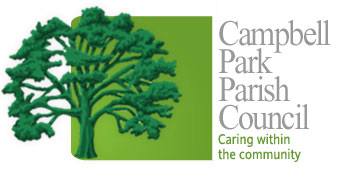 Campbell
Park
Parish
Council
Caring within
the community